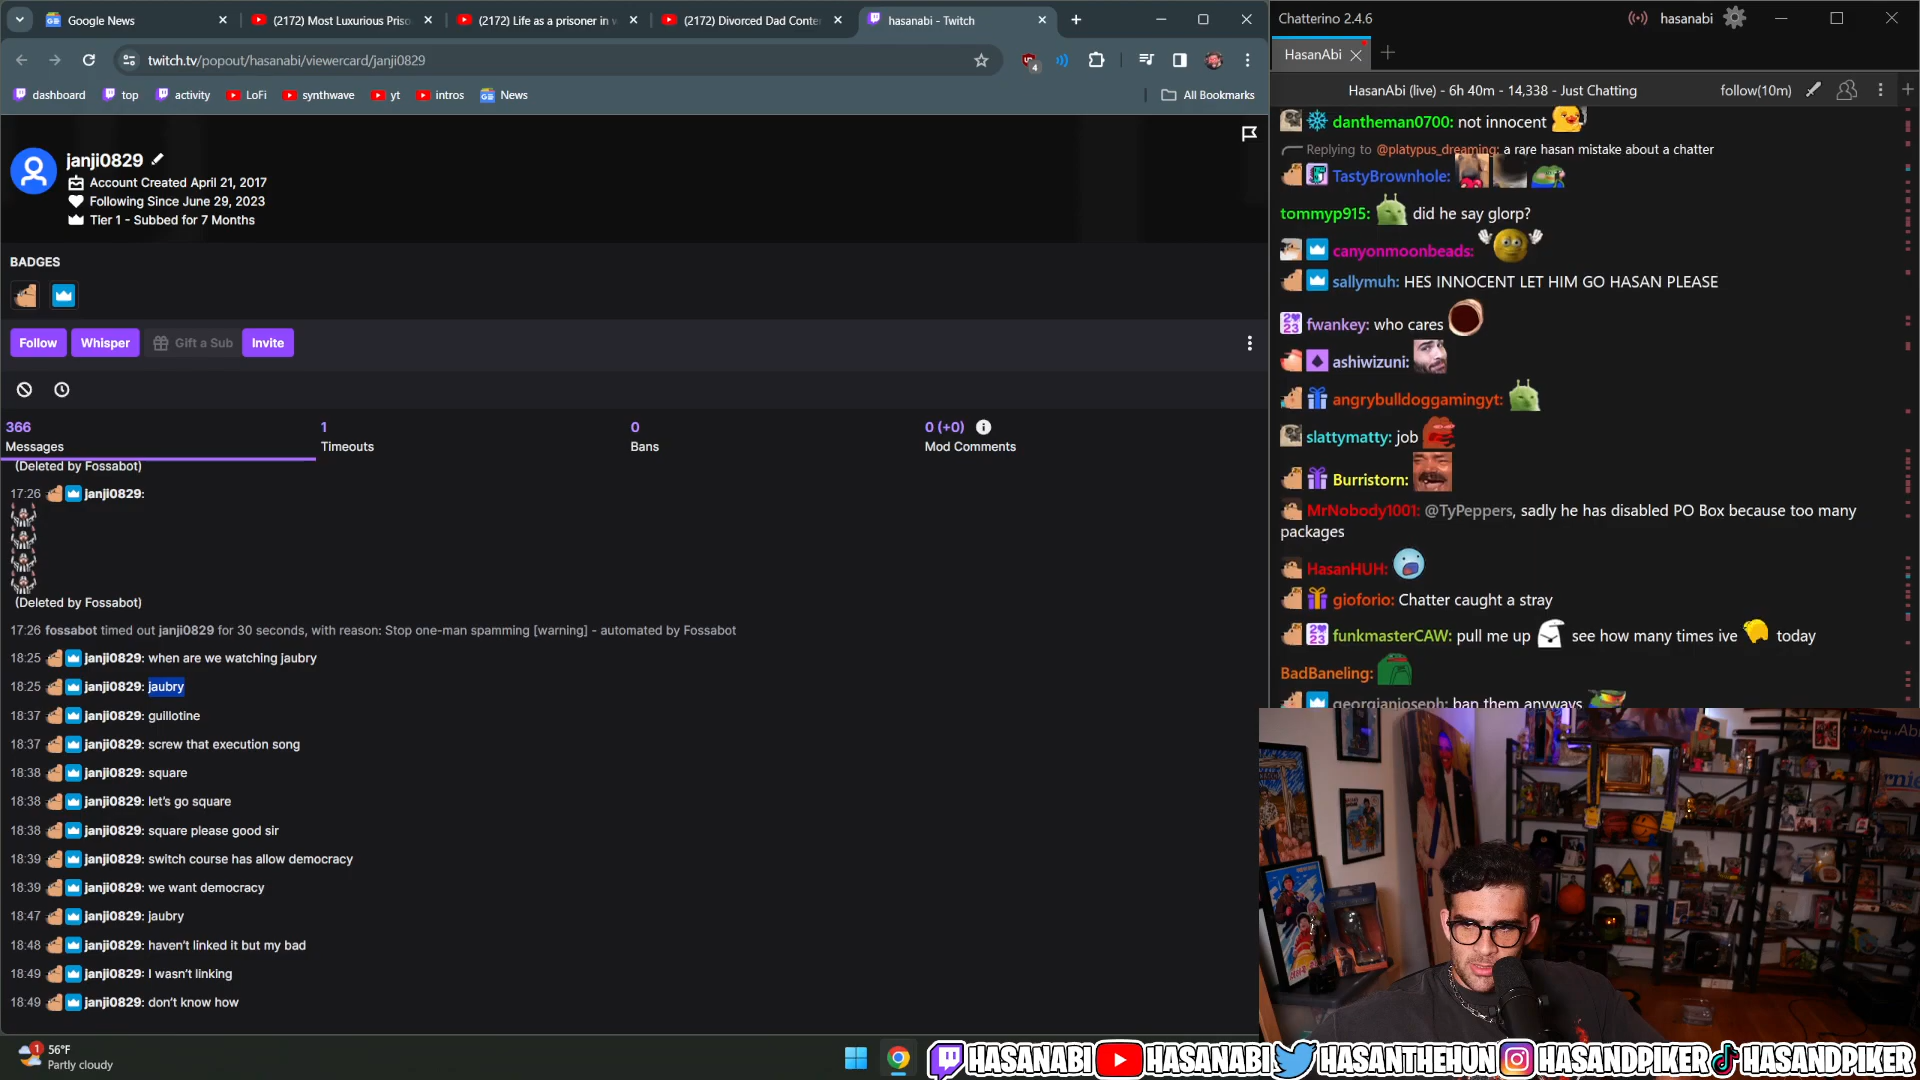 Google News
(2172) Most Luxurious Priso
(2172) Life as a prisoner in
(2172) Divorced Dad Conte
hasanabi - Twitch
twitch.tv/popout/hasanabi/viewercard/janji0829
4
dashboard
top
activity
LoFi
synthwave
yt
intros
News
All Bookmarks
janji0829
Account Created April 21, 2017
Following Since June 29, 2023
Tier 1 - Subbed for 7 Months
BADGES
Follow
Whisper
Gift a Sub
Invite
366
Messages
1
Timeouts
0
Bans
0 (+0)
Mod Comments
(Deleted by Fossabot)
17:26 janji0829:
(Deleted by Fossabot)
17:26 fossabot timed out janji0829 for 30 seconds, with reason: Stop one-man spamming [warning] - automated by Fossabot
18:25 janji0829: when are we watching jaubry
18:25 janji0829: jaubry
18:37 janji0829: guillotine
18:37 janji0829: screw that execution song
18:38 janji0829: square
18:38 janji0829: let's go square
18:38 janji0829: square please good sir
18:39 janji0829: switch course has allow democracy
18:39 janji0829: we want democracy
18:47 janji0829: jaubry
18:48 janji0829: haven't linked it but my bad
18:49 janji0829: I wasn't linking
18:49 janji0829: don't know how
1
56°F
Partly cloudy
Chatterino 2.4.6
hasanabi
HasanAbi
HasanAbi (live) - 6h 40m - 14,338 - Just Chatting
follow(10m)
dantheman0700: not innocent
Replying to @platypus_dreaming: a rare hasan mistake about a chatter
TastyBrownhole:
tommyp915: did he say glorp?
canyonmoonbeads:
sallymuh: HES INNOCENT LET HIM GO HASAN PLEASE
fwankey: who cares
ashiwizuni:
angrybulldoggamingyt:
slattymatty: job
Burristorn:
MrNobody1001: @TyPeppers, sadly he has disabled PO Box because too many
packages
HasanHUH:
gioforio: Chatter caught a stray
funkmasterCAW: pull me up see how many times ive today
BadBaneling:
georgianjoseph: ban them anyways
HASANABI
HASANABI
HASANTHEHUN
HASANDPIKER
HASANDPIKER